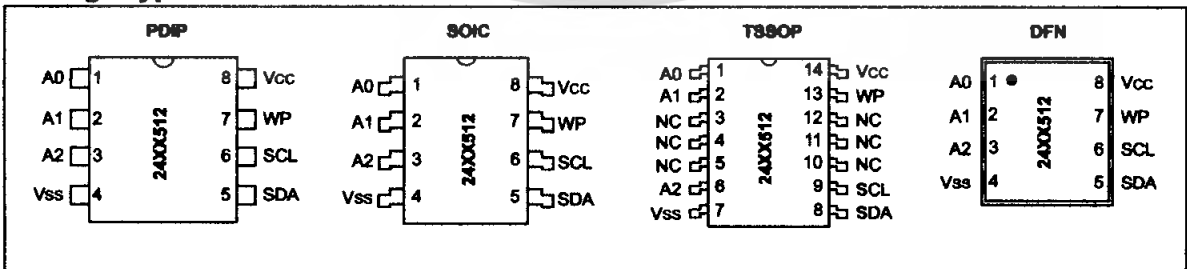 PDIP
A0 1 8 Vcc
A1 2 7 WP
A2 3 6 SCL
Vss 4 5 SDA
24XX512
SOIC
A0 1 8 Vcc
A1 2 7 WP
A2 3 6 SCL
Vss 4 5 SDA
24XX512
TSSOP
A0 1 14 Vcc
A1 2 13 WP
NC 3 12 NC
NC 4 11 NC
NC 5 10 NC
A2 6 9 SCL
Vss 7 8 SDA
24XX512
DFN
A0 1 8 Vcc
A1 2 7 WP
A2 3 6 SCL
Vss 4 5 SDA
24XX512